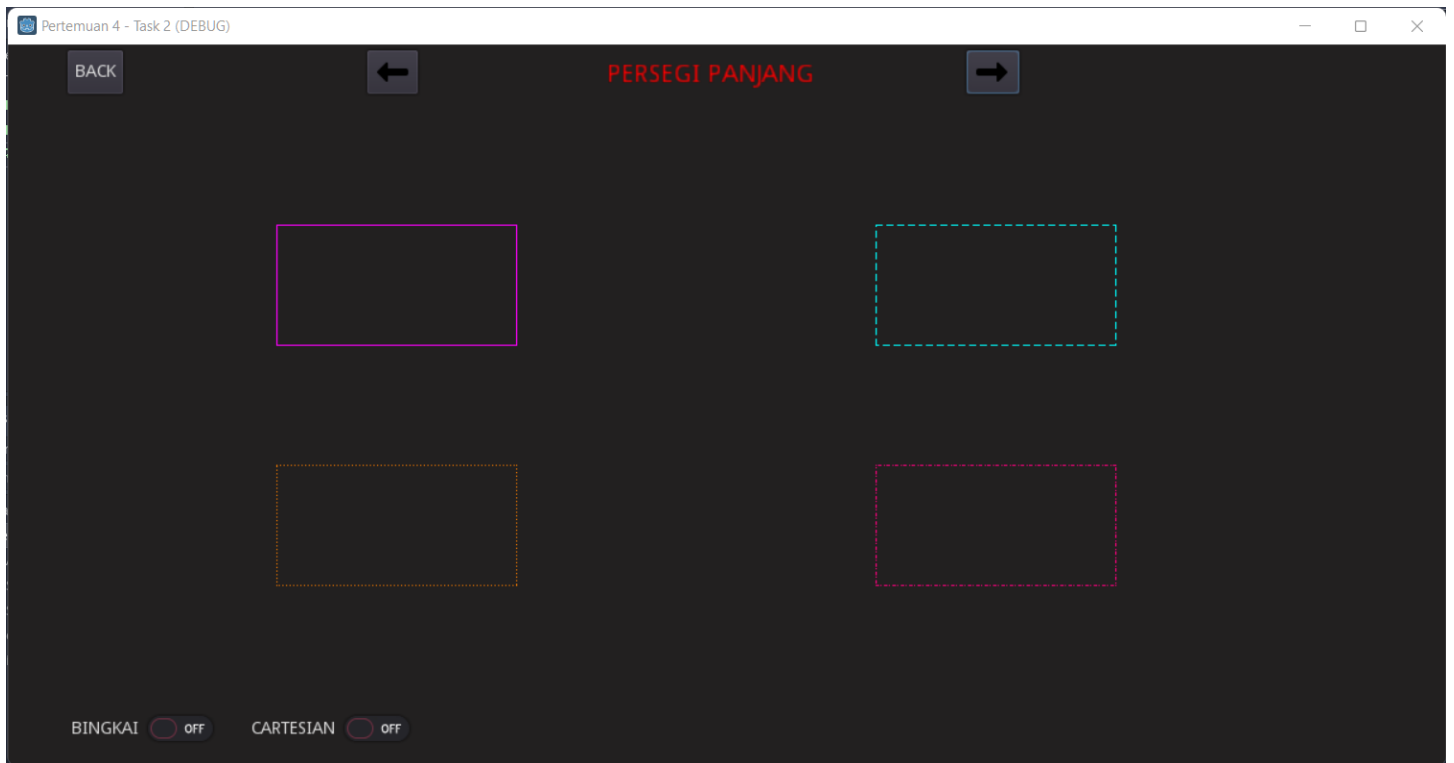 Pertemuan 4 - Task 2 (DEBUG)
BACK
PERSEGI PANJANG
BINGKAI OFF CARTESIAN OFF